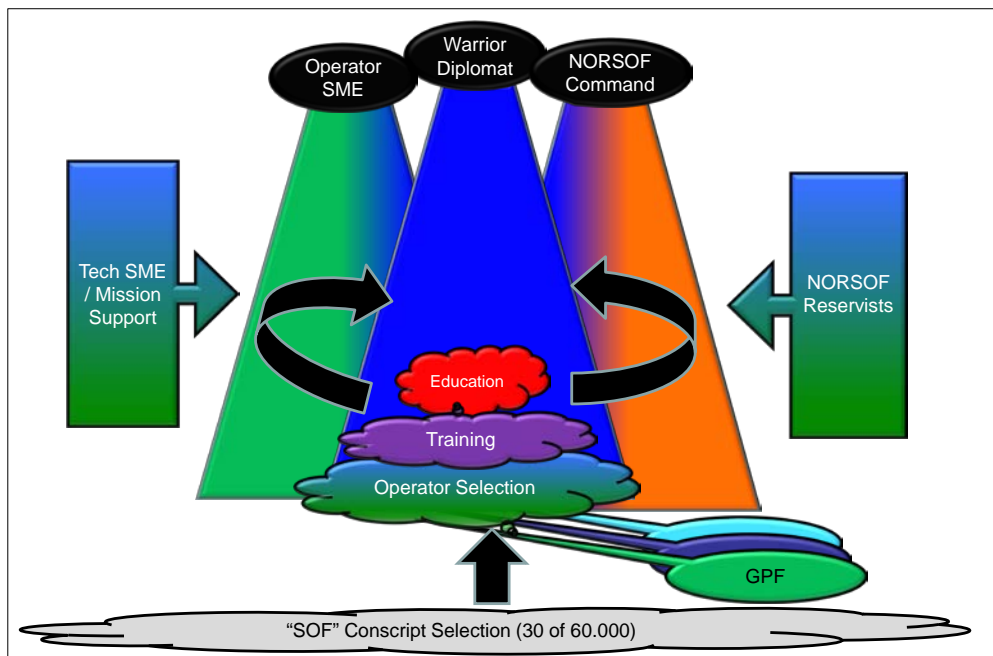 Operator
SME
Warrior
Diplomat
NORSOF
Command
Tech SME
/ Mission
Support
NORSOF
Reservists
Education
Training
Operator Selection
GPF
“SOF” Conscript Selection (30 of 60.000)